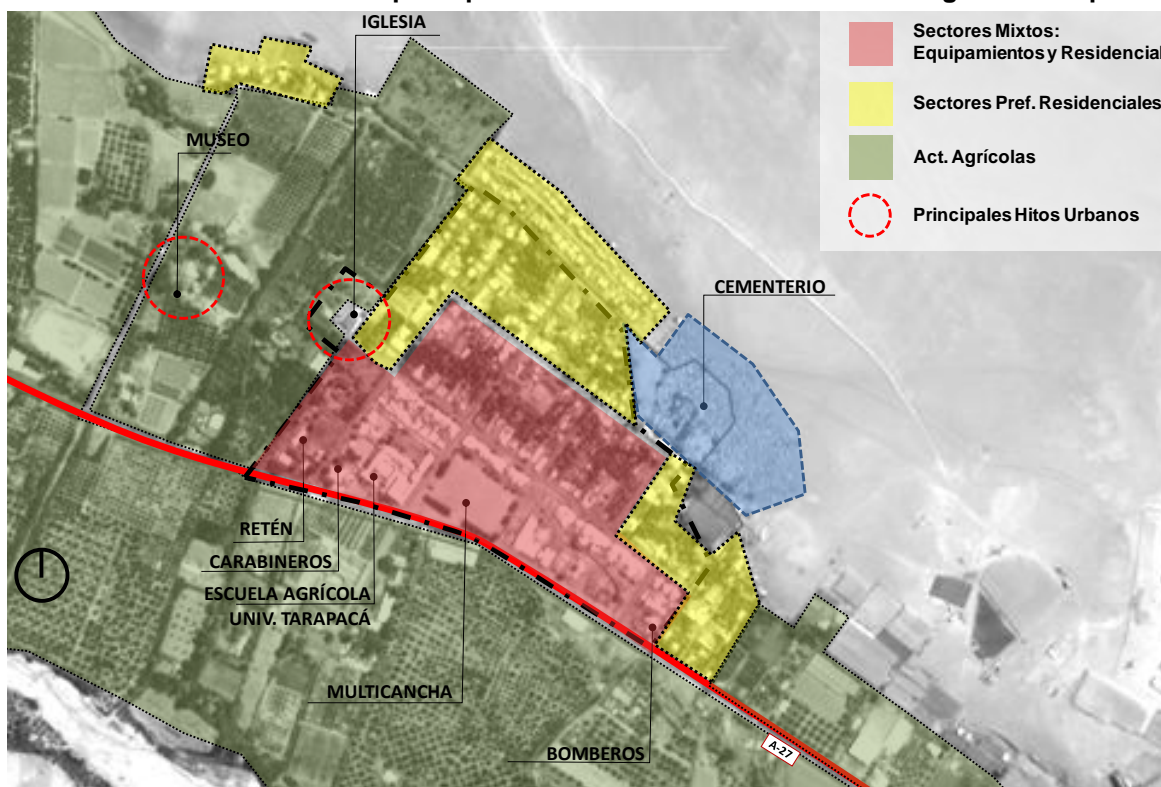 IGLESIA
Sectores Mixtos:
Equipamientos y Residencial
Sectores Pref. Residenciales
Act. Agrícolas
Principales Hitos Urbanos
MUSEO
CEMENTERIO
RETÉN
CARABINEROS
ESCUELA AGRÍCOLA
UNIV. TARAPACÁ
MULTICANCHA
BOMBEROS
A-27